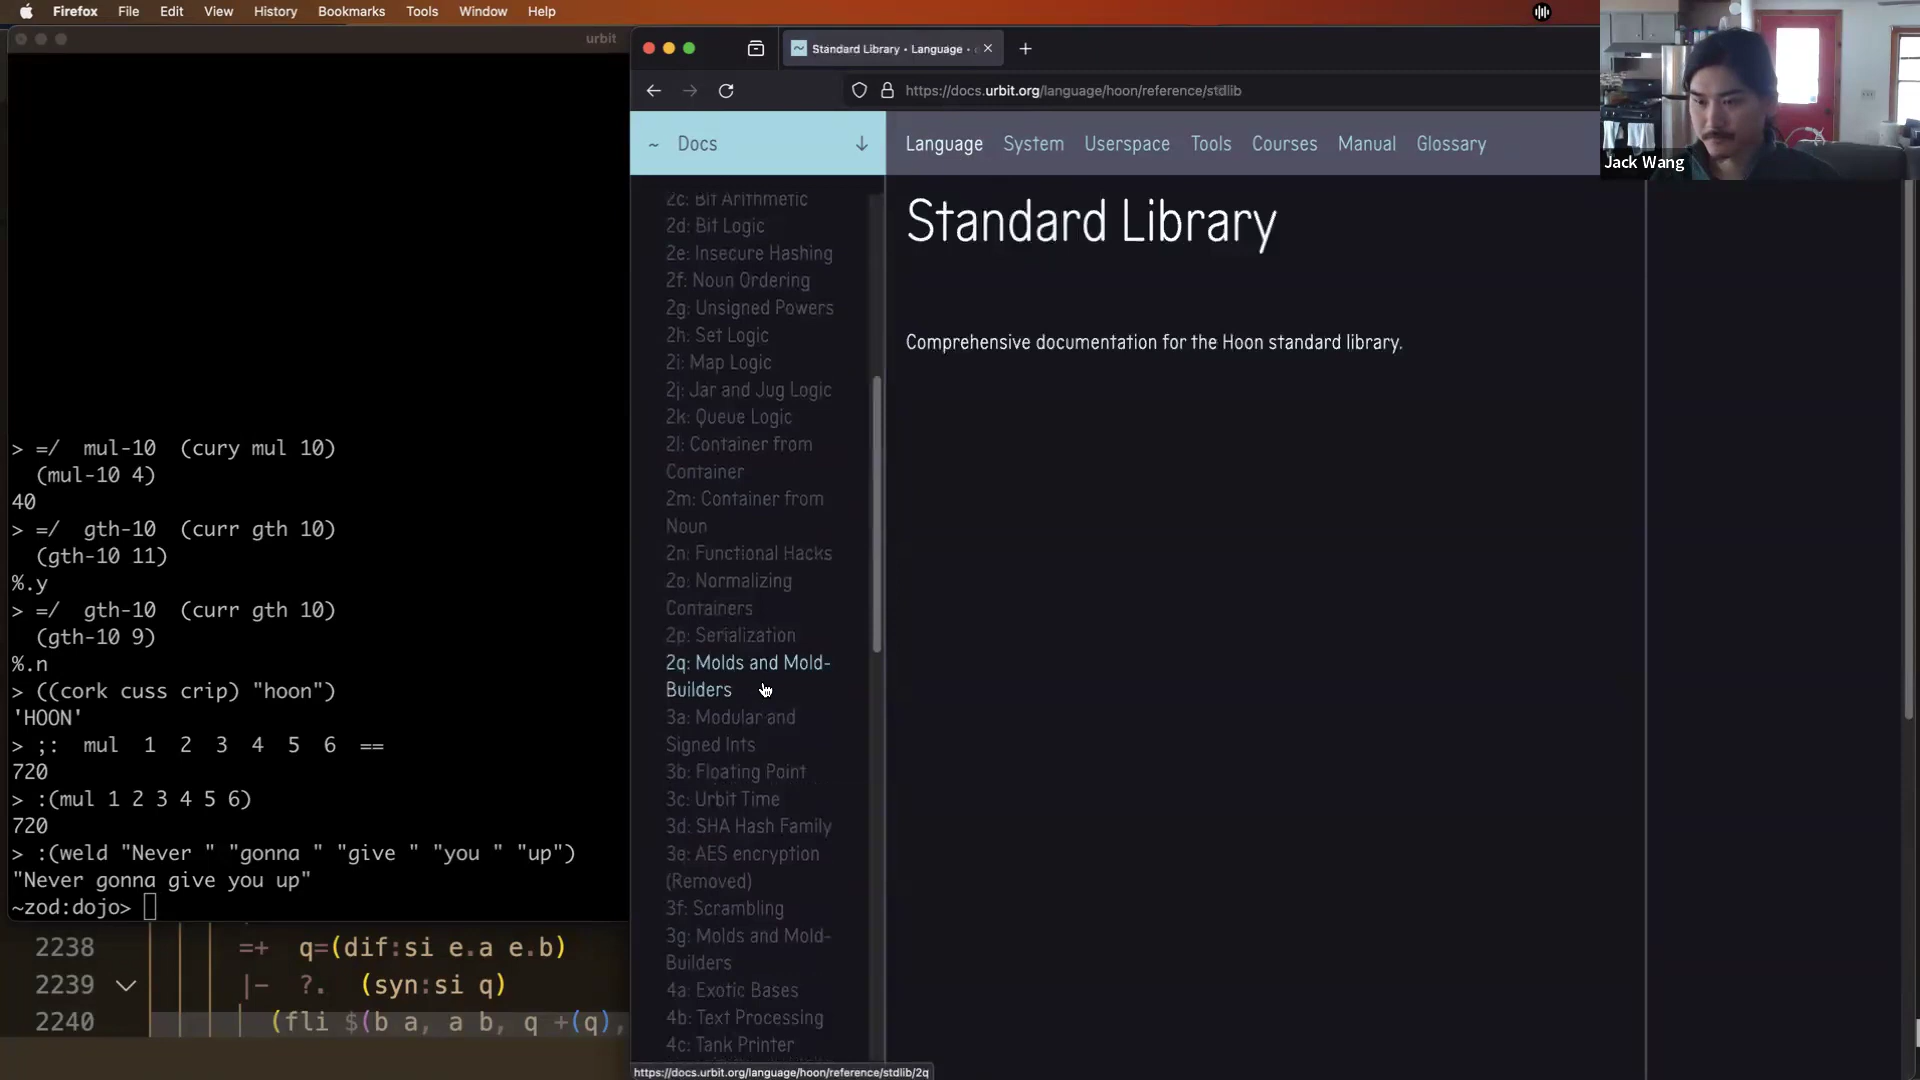 Firefox File Edit View History Bookmarks Tools Window Help
urbit
> =/  mul-10  (cury mul 10)
(mul-10 4)
40
> =/  gth-10  (curr gth 10)
(gth-10 11)
%.y
> =/  gth-10  (curr gth 10)
(gth-10 9)
%.n
> ((cork cuss crip) "hoon")
'HOON'
> ;:  mul  1  2  3  4  5  6  ==
720
> :(mul 1 2 3 4 5 6)
720
> :(weld "Never " "gonna " "give " "you " "up")
"Never gonna give you up"
~zod:dojo>
2238 =+  q=(dif:si e.a e.b)
2239 |-  ?.  (syn:si q)
2240 (fli $(b a, a b, q +(q),
Standard Library • Language •
https://docs.urbit.org/language/hoon/reference/stdlib
~ Docs ↓
Language System Userspace Tools Courses Manual Glossary
2c: Bit Arithmetic
2d: Bit Logic
2e: Insecure Hashing
2f: Noun Ordering
2g: Unsigned Powers
2h: Set Logic
2i: Map Logic
2j: Jar and Jug Logic
2k: Queue Logic
2l: Container from
Container
2m: Container from
Noun
2n: Functional Hacks
2o: Normalizing
Containers
2p: Serialization
2q: Molds and Mold-
Builders
3a: Modular and
Signed Ints
3b: Floating Point
3c: Urbit Time
3d: SHA Hash Family
3e: AES encryption
(Removed)
3f: Scrambling
3g: Molds and Mold-
Builders
4a: Exotic Bases
4b: Text Processing
4c: Tank Printer
https://docs.urbit.org/language/hoon/reference/stdlib/2q
Standard Library
Comprehensive documentation for the Hoon standard library.
Jack Wang